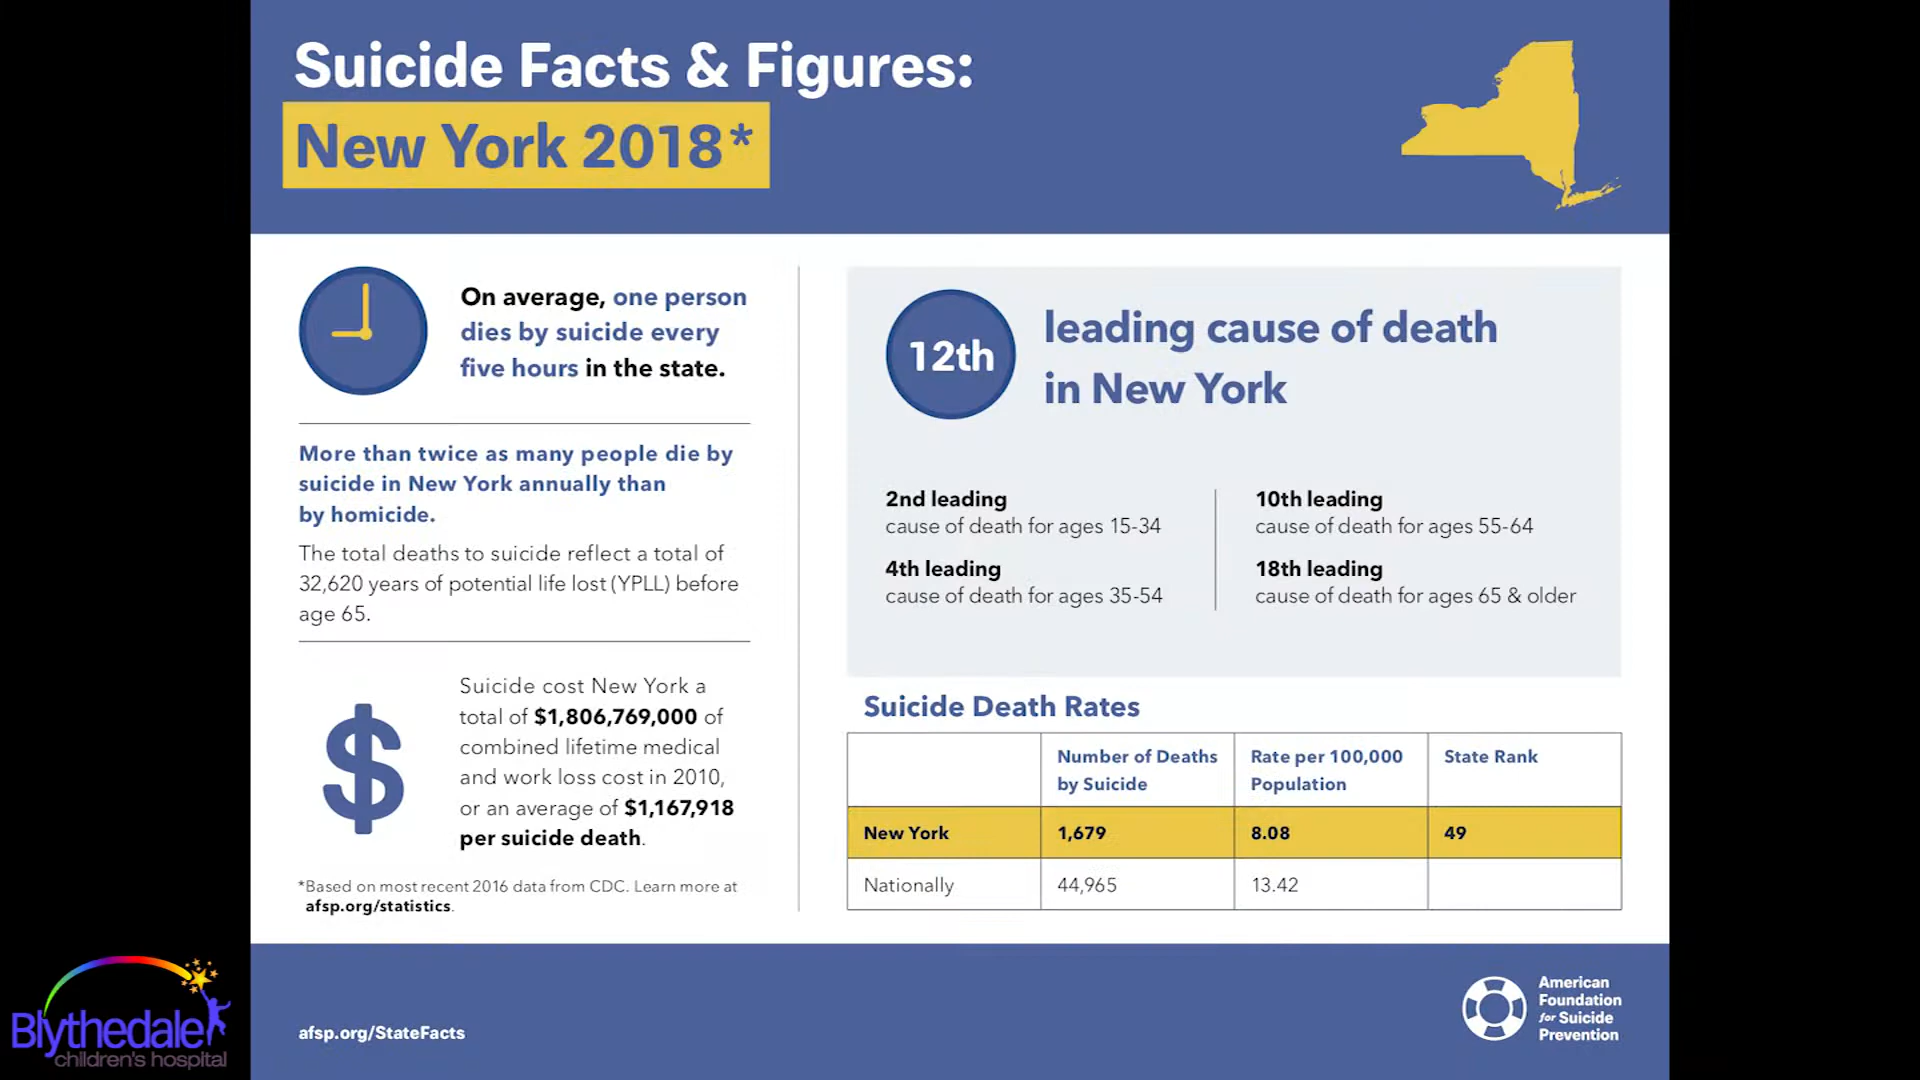 Suicide Facts & Figures:
New York 2018*
On average, one person
dies by suicide every
five hours in the state.
More than twice as many people die by
suicide in New York annually than
by homicide.
The total deaths to suicide reflect a total of
32,620 years of potential life lost (YPLL) before
age 65.
Suicide cost New York a
total of $1,806,769,000 of
combined lifetime medical
and work loss cost in 2010,
or an average of $1,167,918
per suicide death.
*Based on most recent 2016 data from CDC. Learn more at
afsp.org/statistics.
12th
leading cause of death
in New York
2nd leading
cause of death for ages 15-34
4th leading
cause of death for ages 35-54
10th leading
cause of death for ages 55-64
18th leading
cause of death for ages 65 & older
Suicide Death Rates
Number of Deaths
by Suicide
Rate per 100,000
Population
State Rank
New York 1,679 8.08 49
Nationally 44,965 13.42
Blythedale
children's hospital
afsp.org/StateFacts
American
Foundation
for Suicide
Prevention